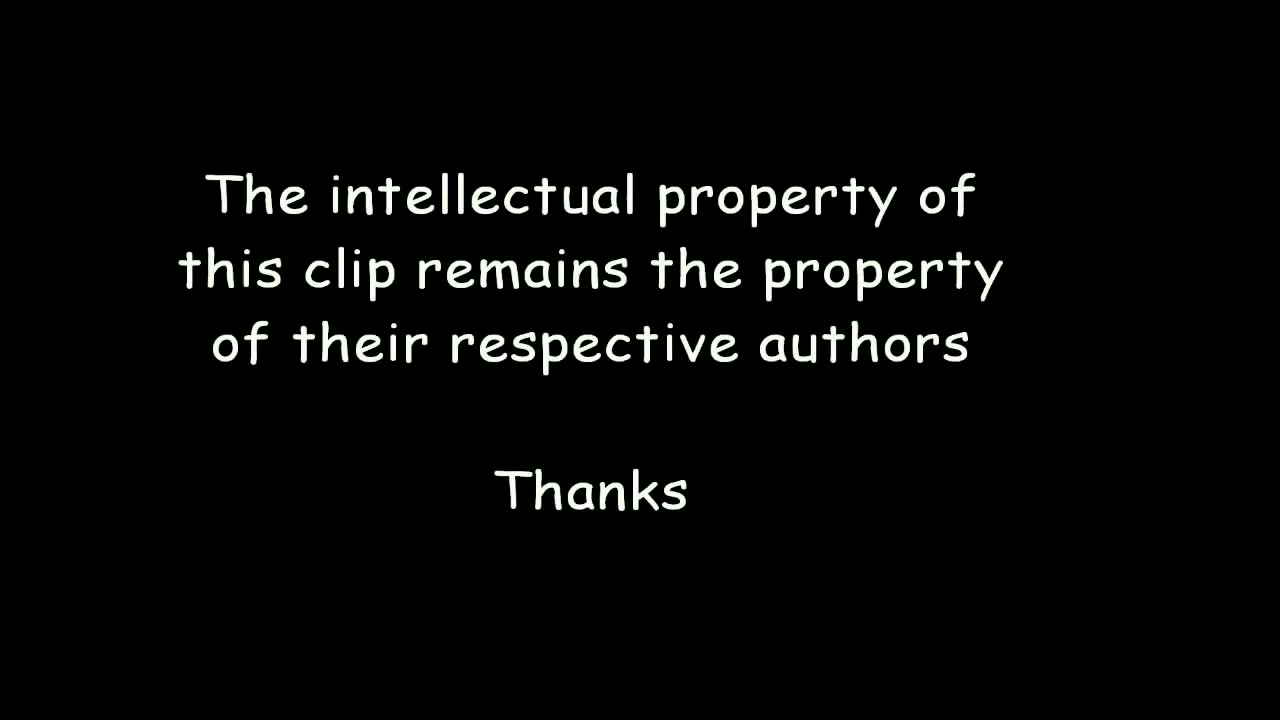 The intellectual property of
this clip remains the property
of their respective authors
Thanks